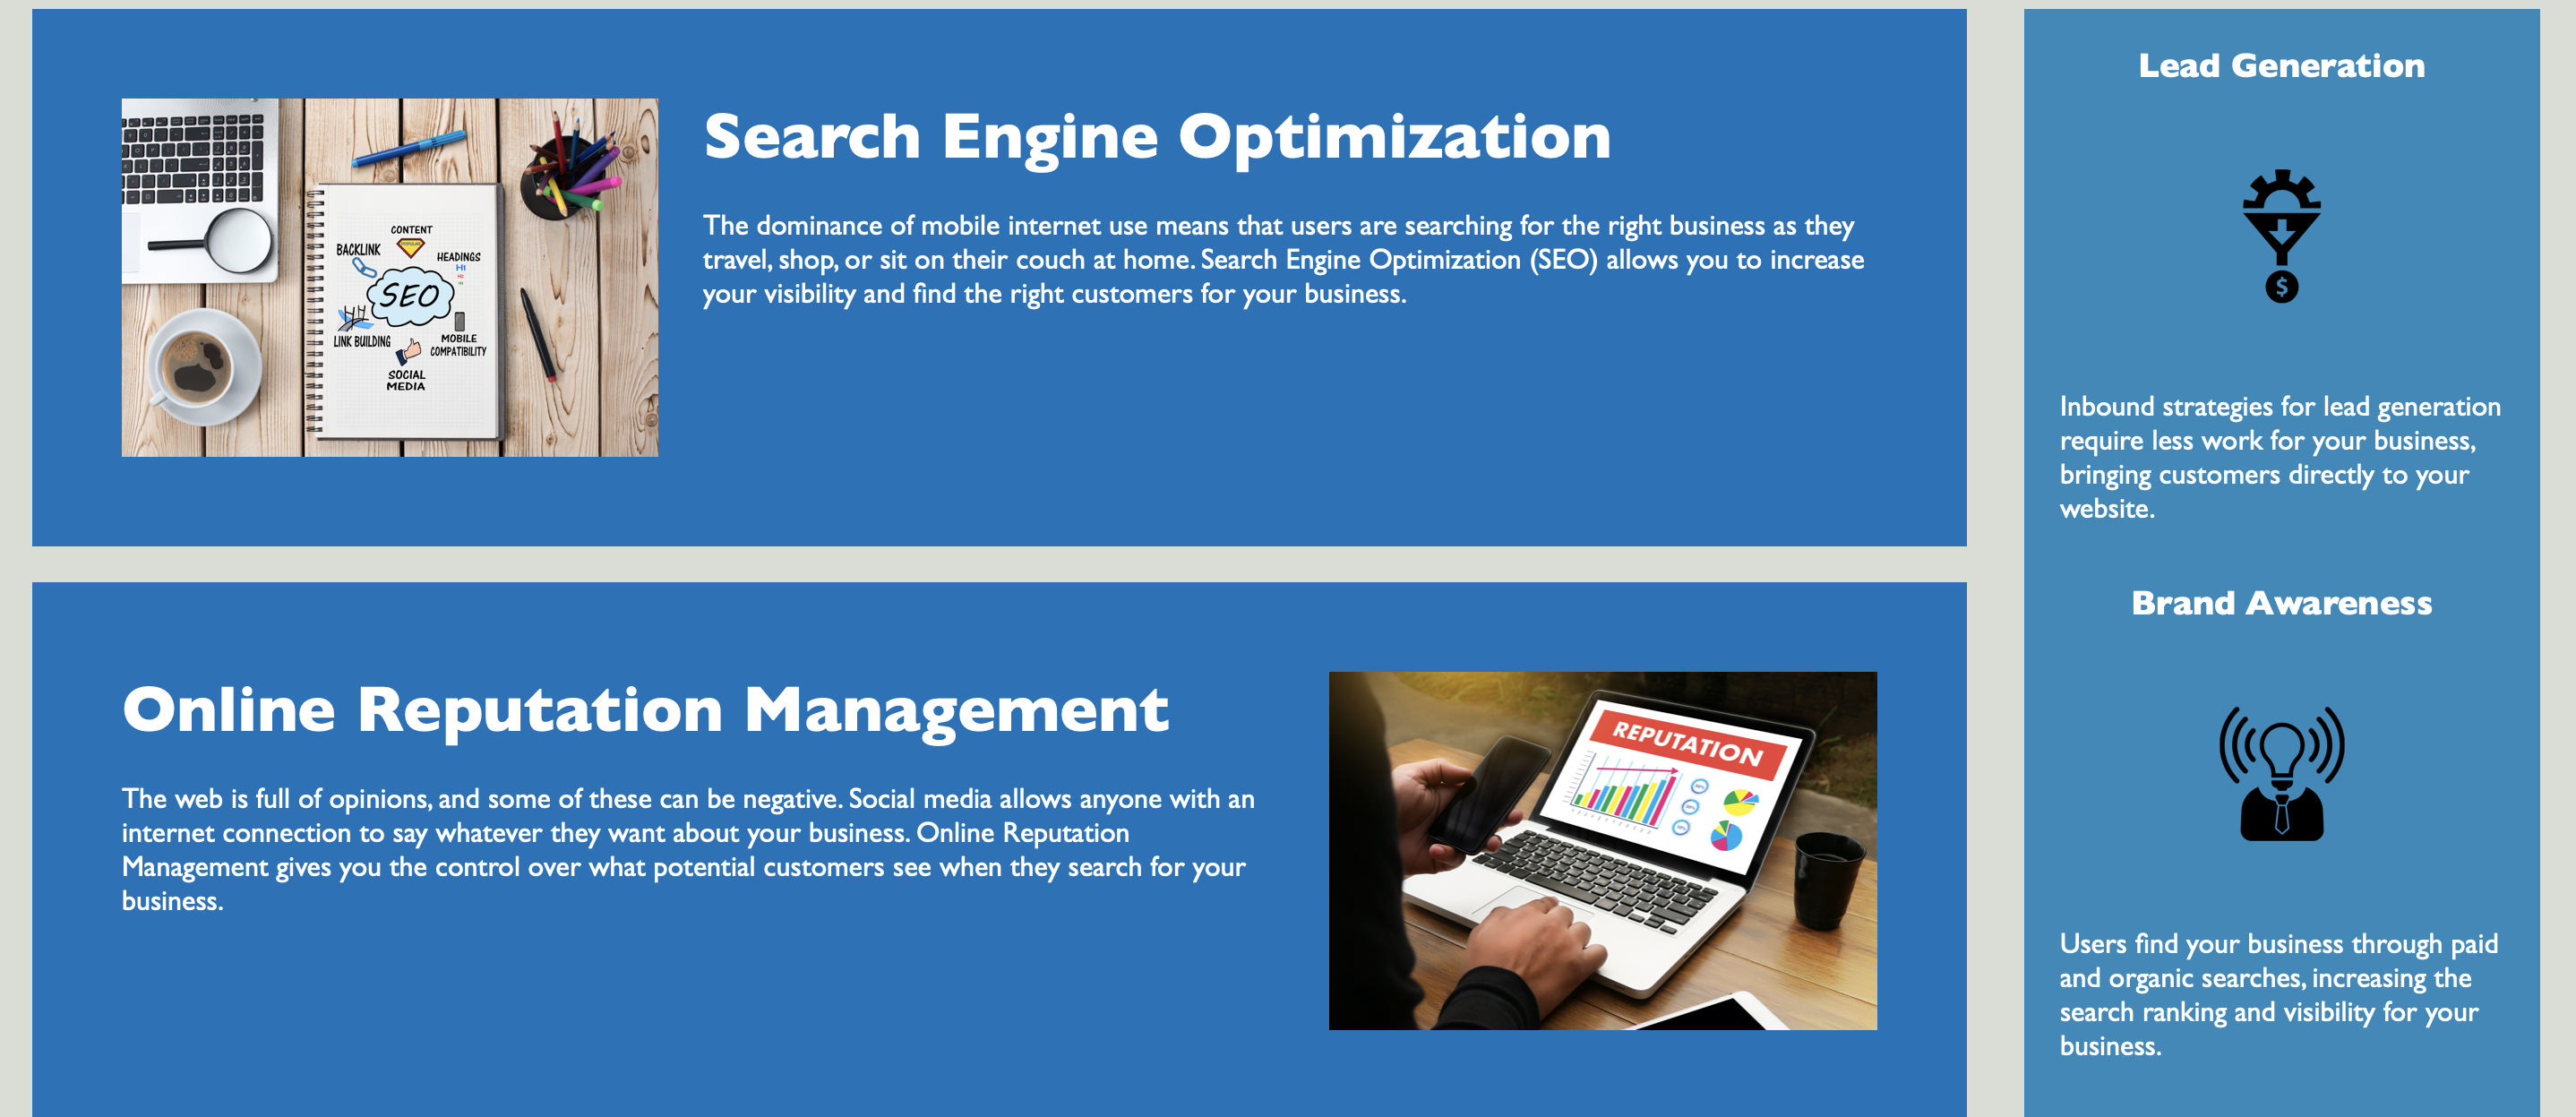 Search Engine Optimization
The dominance of mobile internet use means that users are searching for the right business as they
travel, shop, or sit on their couch at home. Search Engine Optimization (SEO) allows you to increase
your visibility and find the right customers for your business.
CONTENT
BACKLINK
HEADINGS
H1
SEO
LINK BUILDING
MOBILE
COMPATIBILITY
SOCIAL
MEDIA
Online Reputation Management
The web is full of opinions, and some of these can be negative. Social media allows anyone with an
internet connection to say whatever they want about your business. Online Reputation
Management gives you the control over what potential customers see when they search for your
business.
REPUTATION
Lead Generation
$
Inbound strategies for lead generation
require less work for your business,
bringing customers directly to your
website.
Brand Awareness
Users find your business through paid
and organic searches, increasing the
search ranking and visibility for your
business.